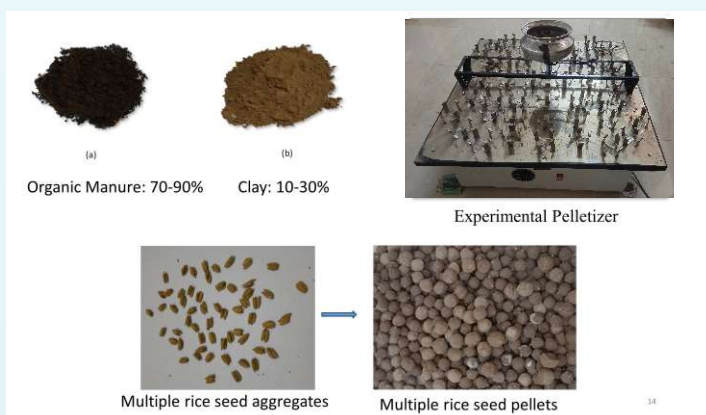 (a)
(b)
Organic Manure: 70-90%
Clay: 10-30%
Experimental Pelletizer
Multiple rice seed aggregates
Multiple rice seed pellets
14